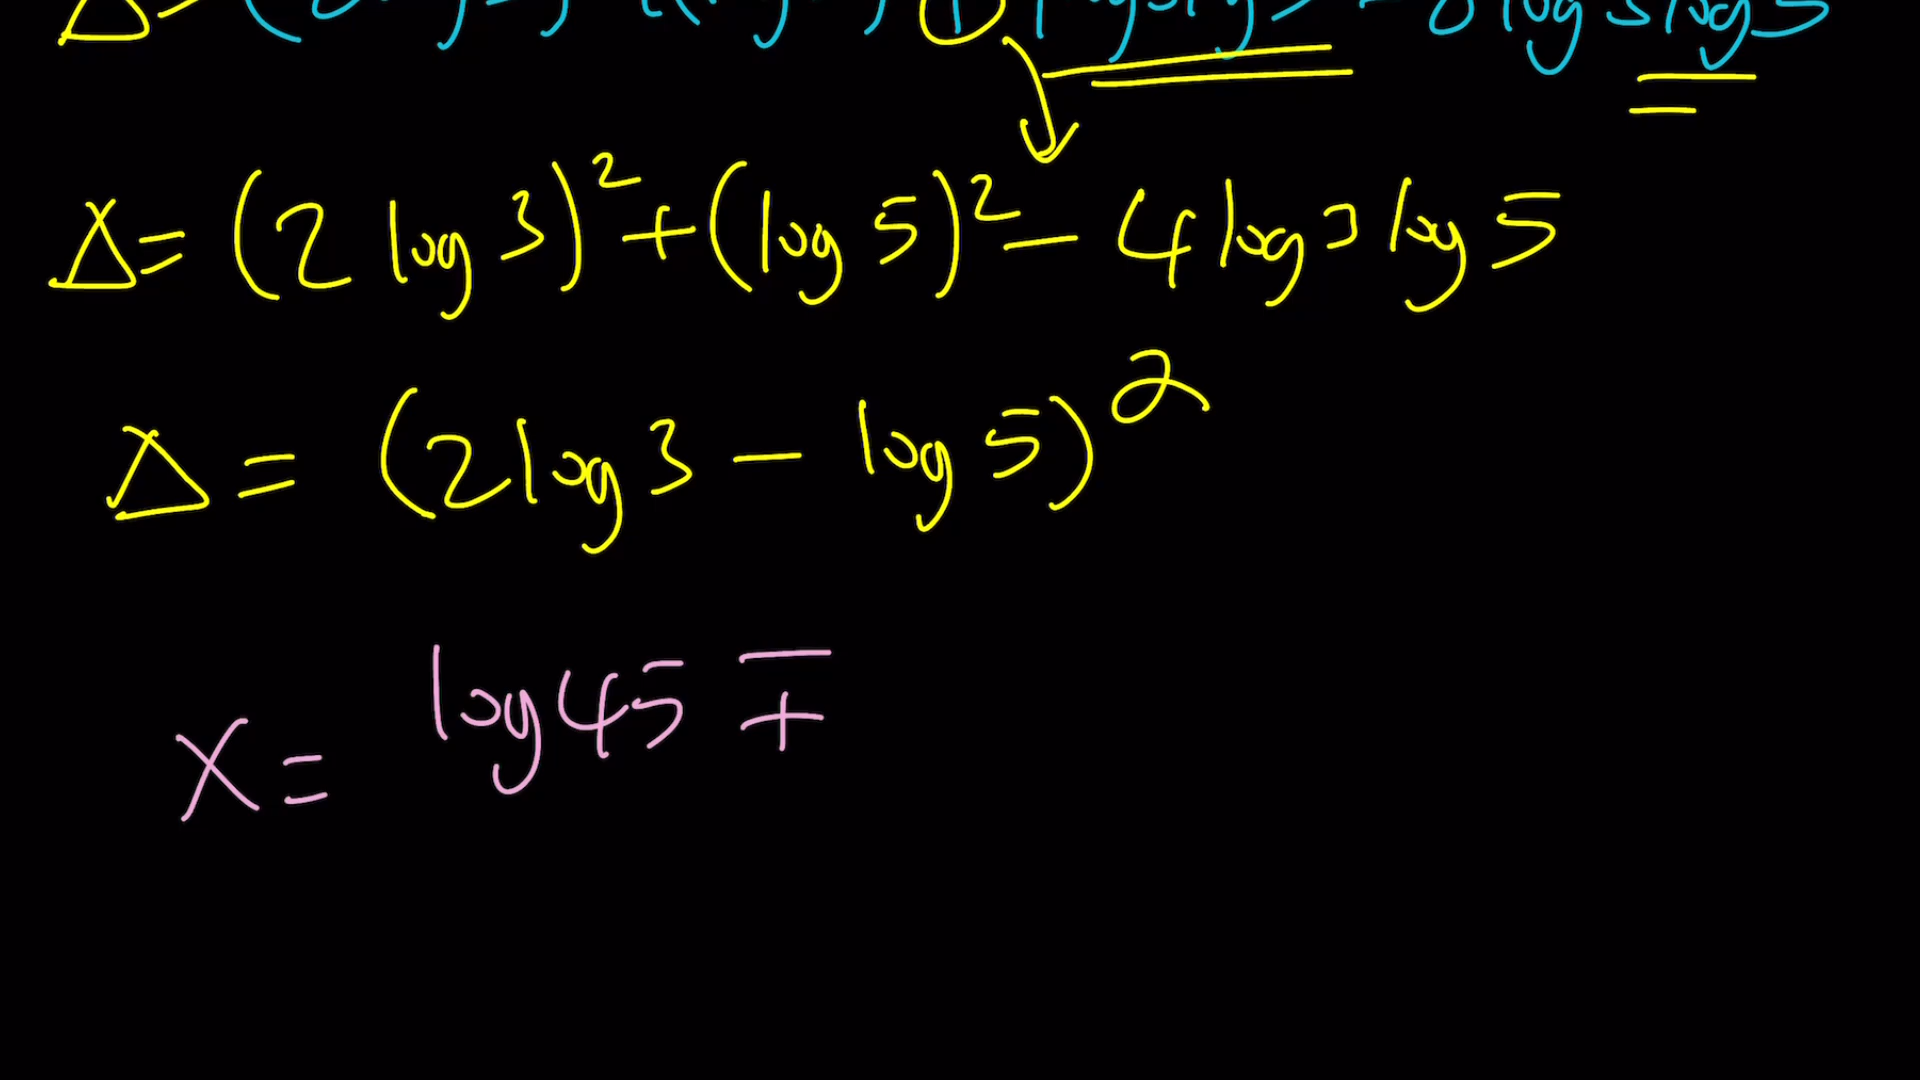 Δ= (2 log 3)² + (log 5)² − 4 log 3 log 5
Δ = (2 log 3 − log 5)²
x = log 45 ∓